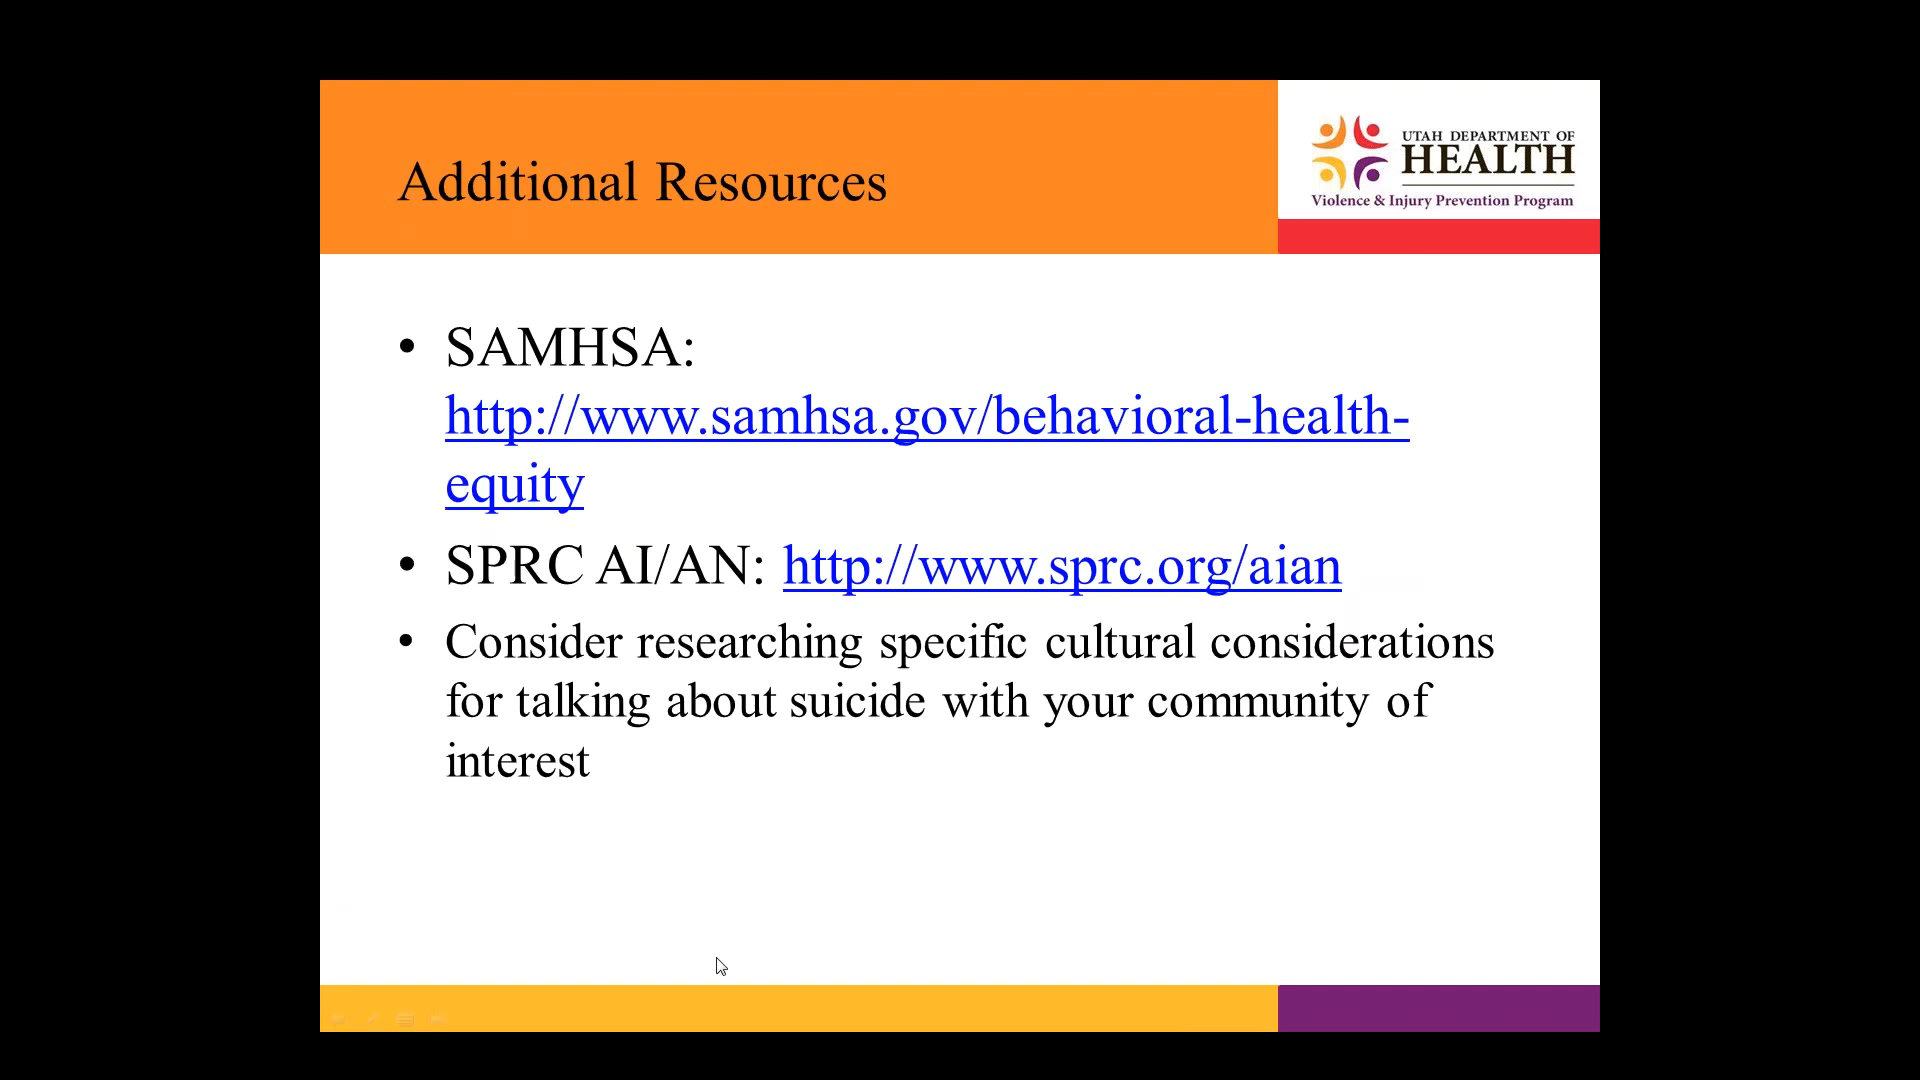 Additional Resources
UTAH DEPARTMENT OF
HEALTH
Violence & Injury Prevention Program
• SAMHSA:
http://www.samhsa.gov/behavioral-health-
equity
• SPRC AI/AN: http://www.sprc.org/aian
• Consider researching specific cultural considerations
for talking about suicide with your community of
interest